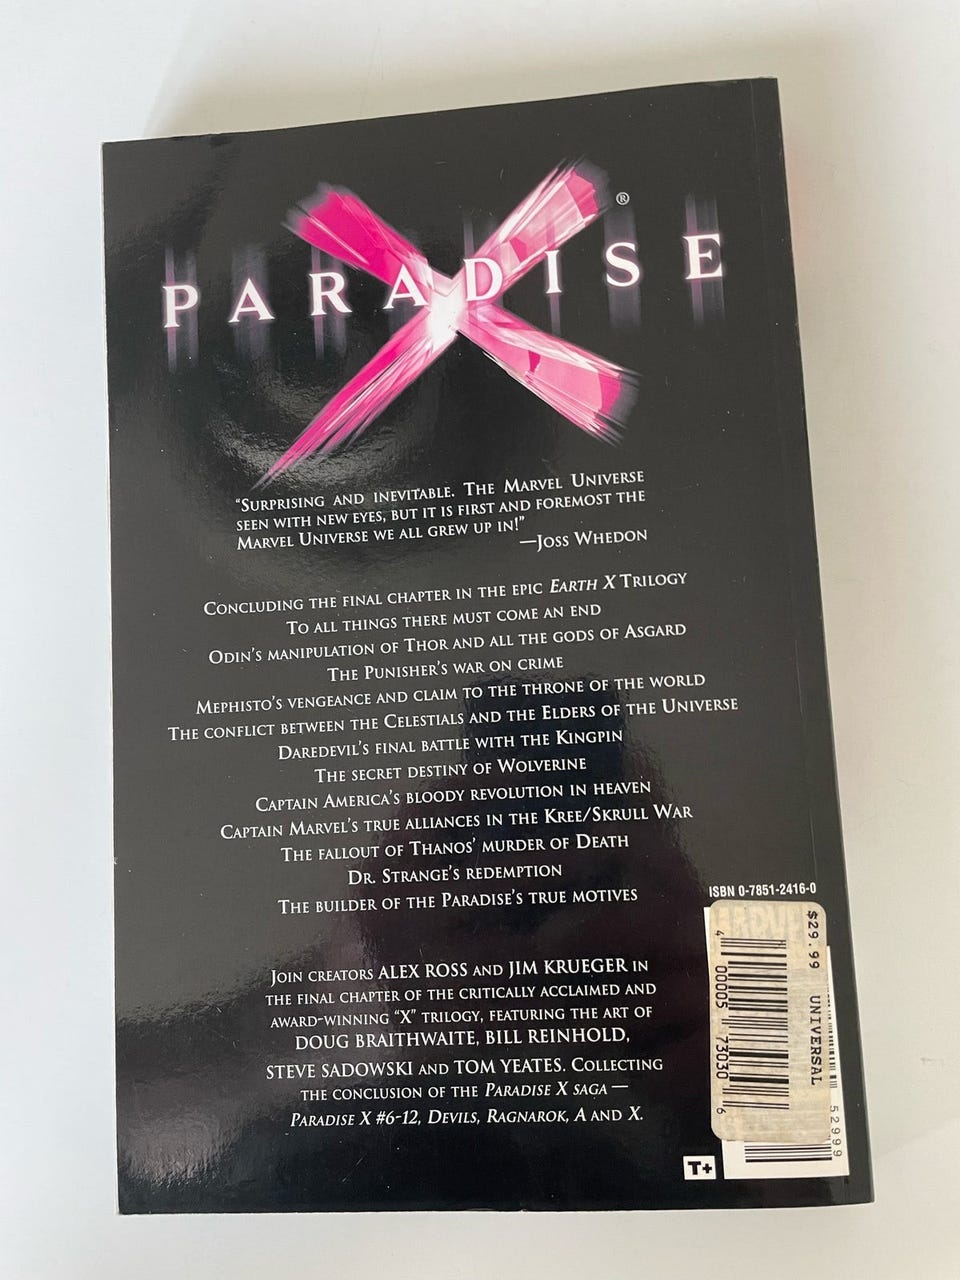 PARADISE X ®
“SURPRISING AND INEVITABLE. THE MARVEL UNIVERSE
SEEN WITH NEW EYES, BUT IT IS FIRST AND FOREMOST THE
MARVEL UNIVERSE WE ALL GREW UP IN!”
—JOSS WHEDON
CONCLUDING THE FINAL CHAPTER IN THE EPIC EARTH X TRILOGY
TO ALL THINGS THERE MUST COME AN END
ODIN’S MANIPULATION OF THOR AND ALL THE GODS OF ASGARD
THE PUNISHER’S WAR ON CRIME
MEPHISTO’S VENGEANCE AND CLAIM TO THE THRONE OF THE WORLD
THE CONFLICT BETWEEN THE CELESTIALS AND THE ELDERS OF THE UNIVERSE
DAREDEVIL’S FINAL BATTLE WITH THE KINGPIN
THE SECRET DESTINY OF WOLVERINE
CAPTAIN AMERICA’S BLOODY REVOLUTION IN HEAVEN
CAPTAIN MARVEL’S TRUE ALLIANCES IN THE KREE/SKRULL WAR
THE FALLOUT OF THANOS’ MURDER OF DEATH
DR. STRANGE’S REDEMPTION
THE BUILDER OF THE PARADISE’S TRUE MOTIVES
JOIN CREATORS ALEX ROSS AND JIM KRUEGER IN
THE FINAL CHAPTER OF THE CRITICALLY ACCLAIMED AND
AWARD-WINNING “X” TRILOGY, FEATURING THE ART OF
DOUG BRAITHWAITE, BILL REINHOLD,
STEVE SADOWSKI AND TOM YEATES. COLLECTING
THE CONCLUSION OF THE PARADISE X SAGA —
PARADISE X #6-12, DEVILS, RAGNAROK, A AND X.
ISBN 0-7851-2416-0
MARVE
$29.99 UNIVERSAL
4 00005 73030 6
52999
T+